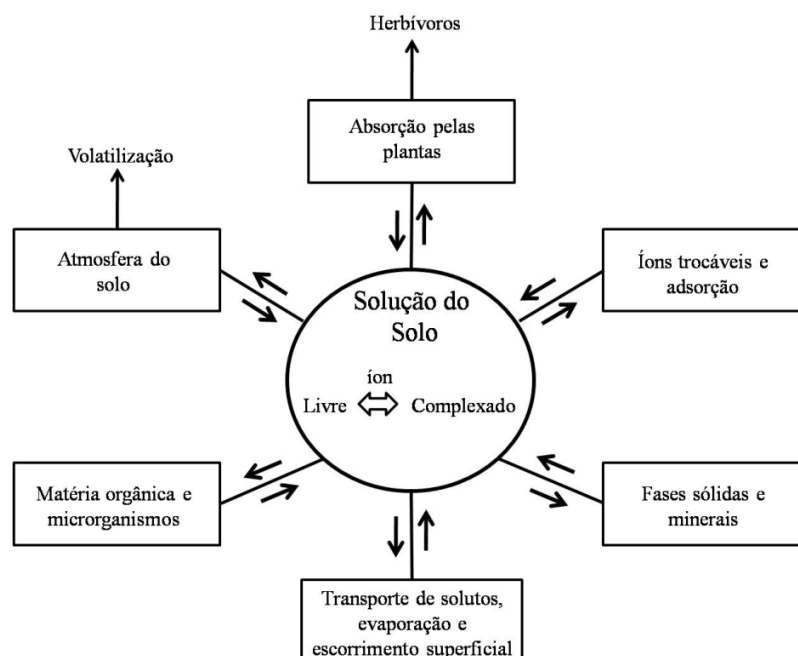 Herbívoros
Absorção pelas
plantas
Volatilização
Atmosfera do
solo
Íons trocáveis e
adsorção
Solução do
Solo
íon
Livre
Complexado
Matéria orgânica e
microrganismos
Fases sólidas e
minerais
Transporte de solutos,
evaporação e
escorrimento superficial